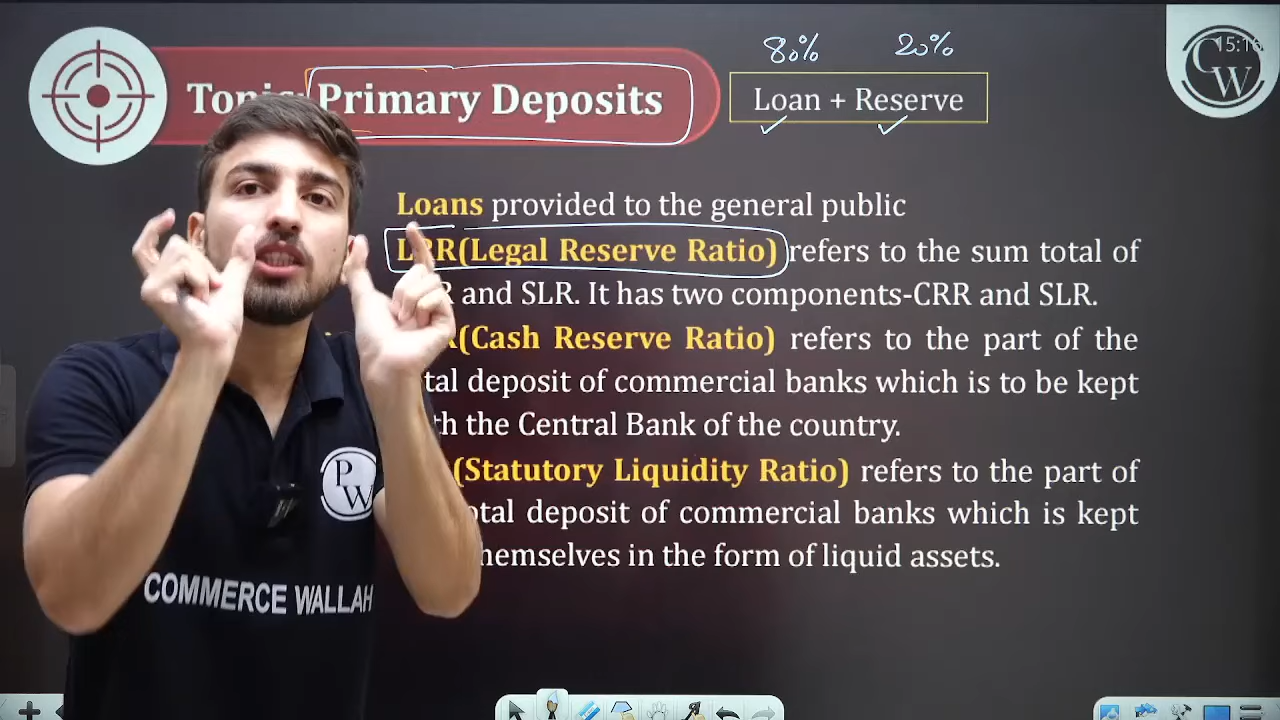 80% 20%
Primary Deposits
Loan + Reserve
CW
Loans provided to the general public
(Legal Reserve Ratio) refers to the sum total of
and SLR. It has two components-CRR and SLR.
(Cash Reserve Ratio) refers to the part of the
deposit of commercial banks which is to be kept
the Central Bank of the country.
(Statutory Liquidity Ratio) refers to the part of
deposit of commercial banks which is kept
themselves in the form of liquid assets.
PW
COMMERCE WALLAH